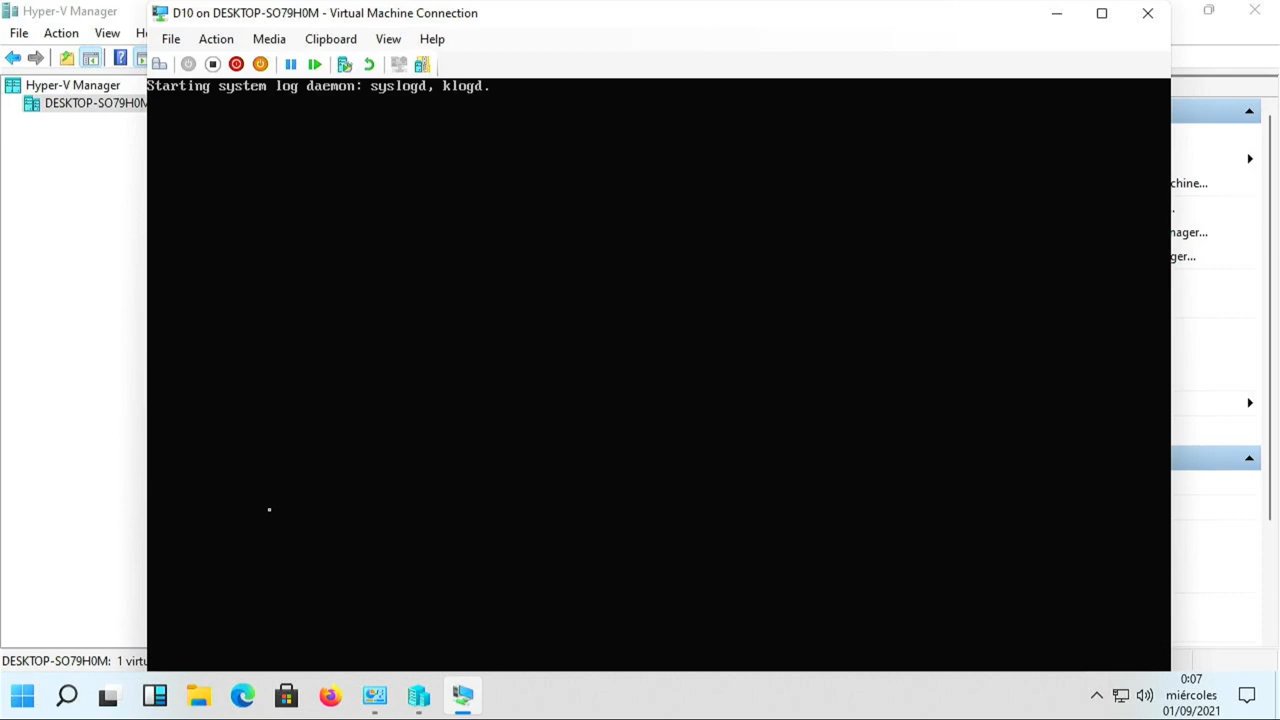 Hyper-V Manager
File Action View H
Hyper-V Manager
DESKTOP-SO79H0M
DESKTOP-SO79H0M: 1 virtu
D10 on DESKTOP-SO79H0M - Virtual Machine Connection
File Action Media Clipboard View Help
Starting system log daemon: syslogd, klogd.
chine...
.
nager...
ger...
0:07
miércoles
01/09/2021